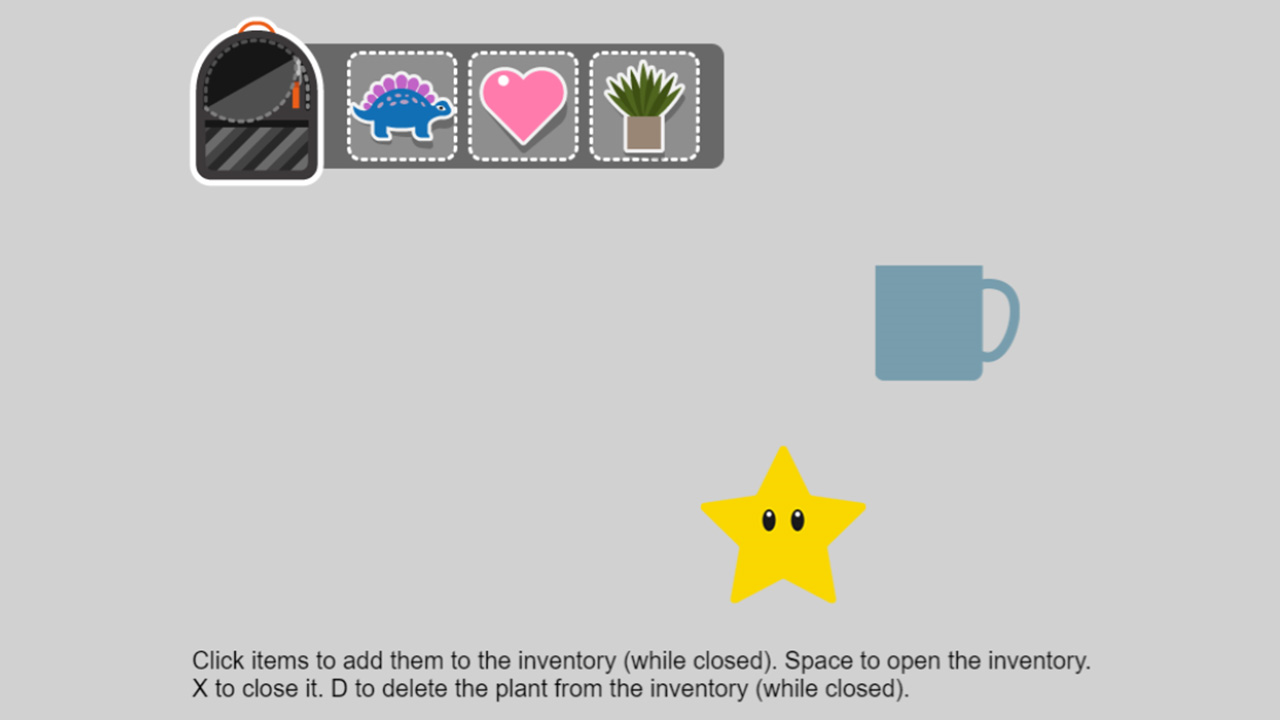 Click items to add them to the inventory (while closed). Space to open the inventory.
X to close it. D to delete the plant from the inventory (while closed).